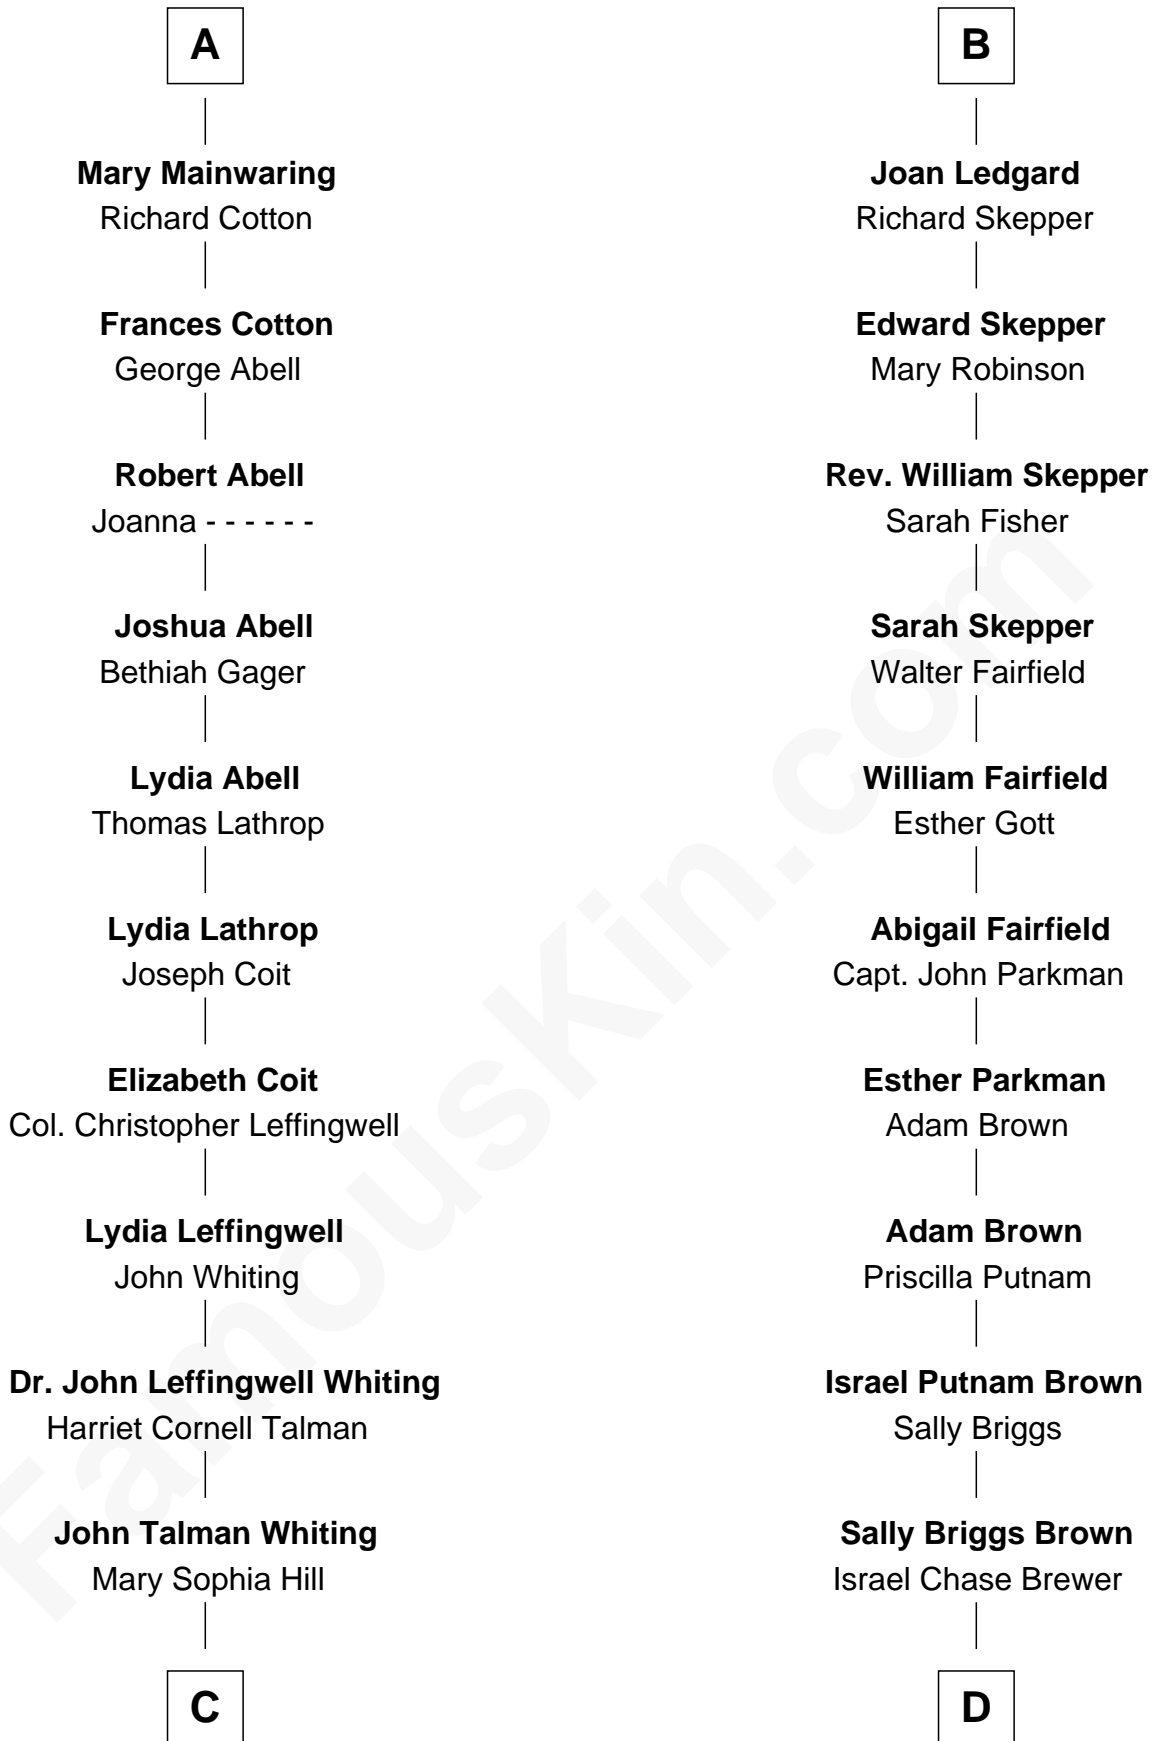 A
Mary Mainwaring
Richard Cotton
Frances Cotton
George Abell
Robert Abell
Joanna - - - - - -
Joshua Abell
Bethiah Gager
Lydia Abell
Thomas Lathrop
Lydia Lathrop
Joseph Coit
Elizabeth Coit
Col. Christopher Leffingwell
Lydia Leffingwell
John Whiting
Dr. John Leffingwell Whiting
Harriet Cornell Talman
John Talman Whiting
Mary Sophia Hill
C
B
Joan Ledgard
Richard Skepper
Edward Skepper
Mary Robinson
Rev. William Skepper
Sarah Fisher
Sarah Skepper
Walter Fairfield
William Fairfield
Esther Gott
Abigail Fairfield
Capt. John Parkman
Esther Parkman
Adam Brown
Adam Brown
Priscilla Putnam
Israel Putnam Brown
Sally Briggs
Sally Briggs Brown
Israel Chase Brewer
D
FamousKin.com